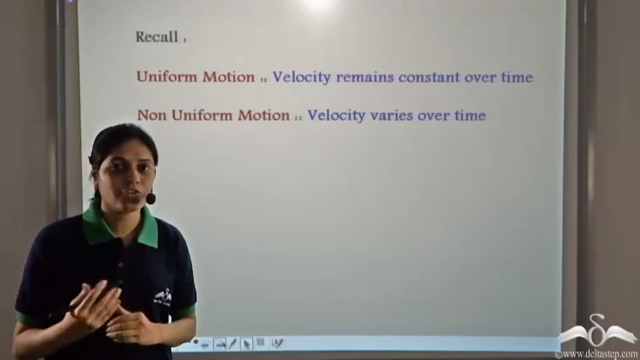 Recall :
Uniform Motion :: Velocity remains constant over time
Non Uniform Motion :: Velocity varies over time
©www.deltastep.com